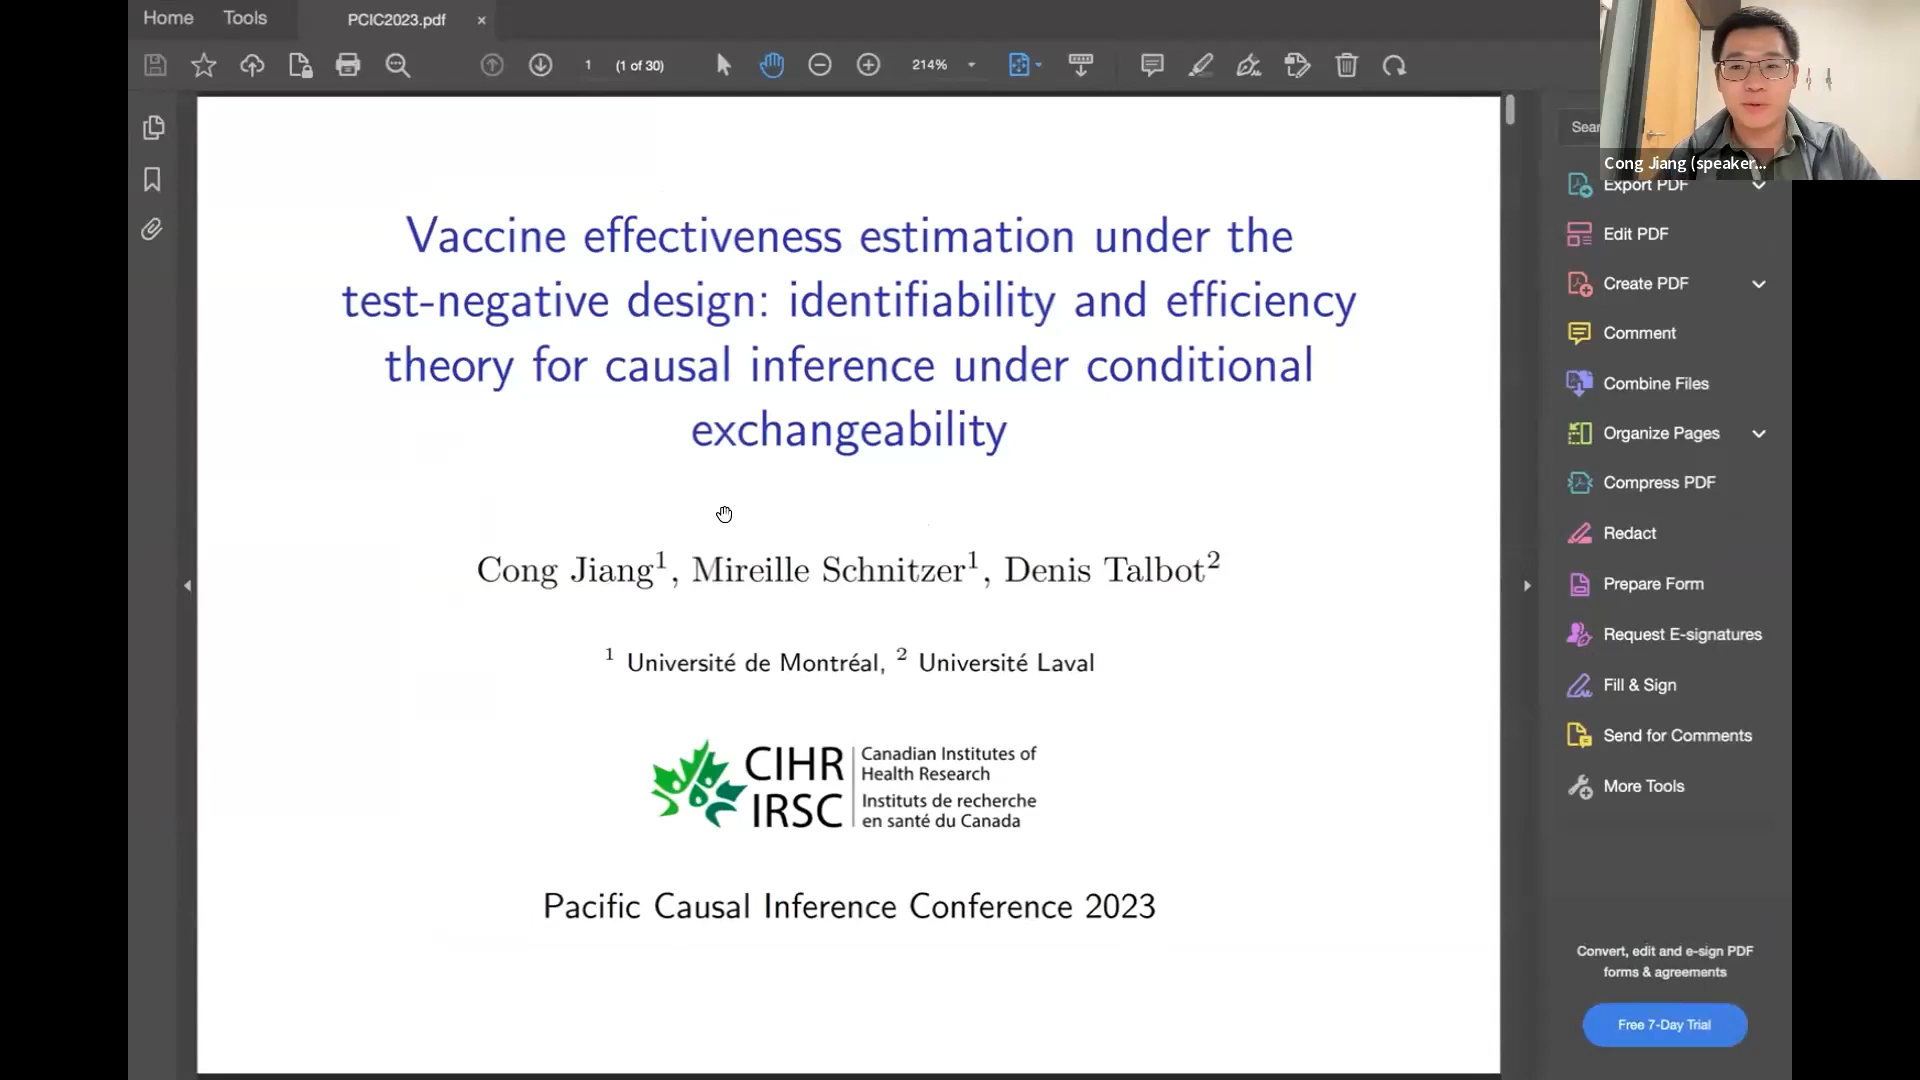 Home Tools PCIC2023.pdf ×
1 (1 of 30) 214%
Vaccine effectiveness estimation under the
test-negative design: identifiability and efficiency
theory for causal inference under conditional
exchangeability
Cong Jiang1, Mireille Schnitzer1, Denis Talbot2
1 Université de Montréal, 2 Université Laval
CIHR
IRSC
Canadian Institutes of
Health Research
Instituts de recherche
en santé du Canada
Pacific Causal Inference Conference 2023
Cong Jiang (speaker...
Export PDF
Edit PDF
Create PDF
Comment
Combine Files
Organize Pages
Compress PDF
Redact
Prepare Form
Request E-signatures
Fill & Sign
Send for Comments
More Tools
Convert, edit and e-sign PDF
forms & agreements
Free 7-Day Trial